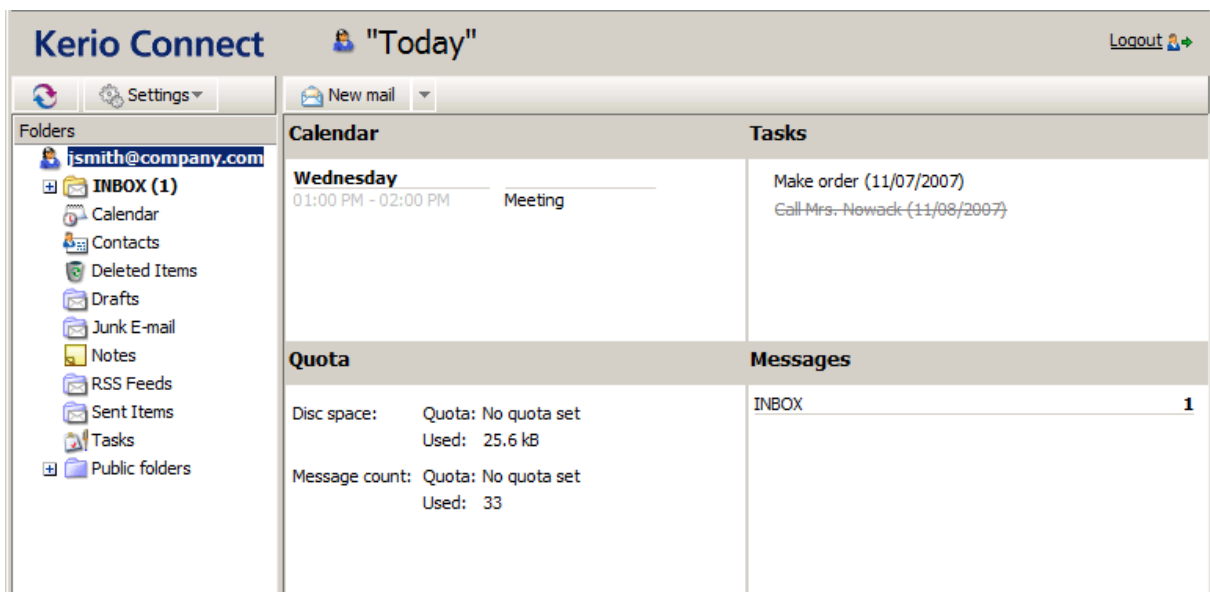 Kerio Connect
"Today"
Logout
Settings
New mail
Folders
jsmith@company.com
INBOX (1)
Calendar
Contacts
Deleted Items
Drafts
Junk E-mail
Notes
RSS Feeds
Sent Items
Tasks
Public folders
Calendar
Wednesday
01:00 PM - 02:00 PM Meeting
Tasks
Make order (11/07/2007)
Call Mrs. Nowack (11/08/2007)
Quota
Disc space: Quota: No quota set
Used: 25.6 kB
Message count: Quota: No quota set
Used: 33
Messages
INBOX 1